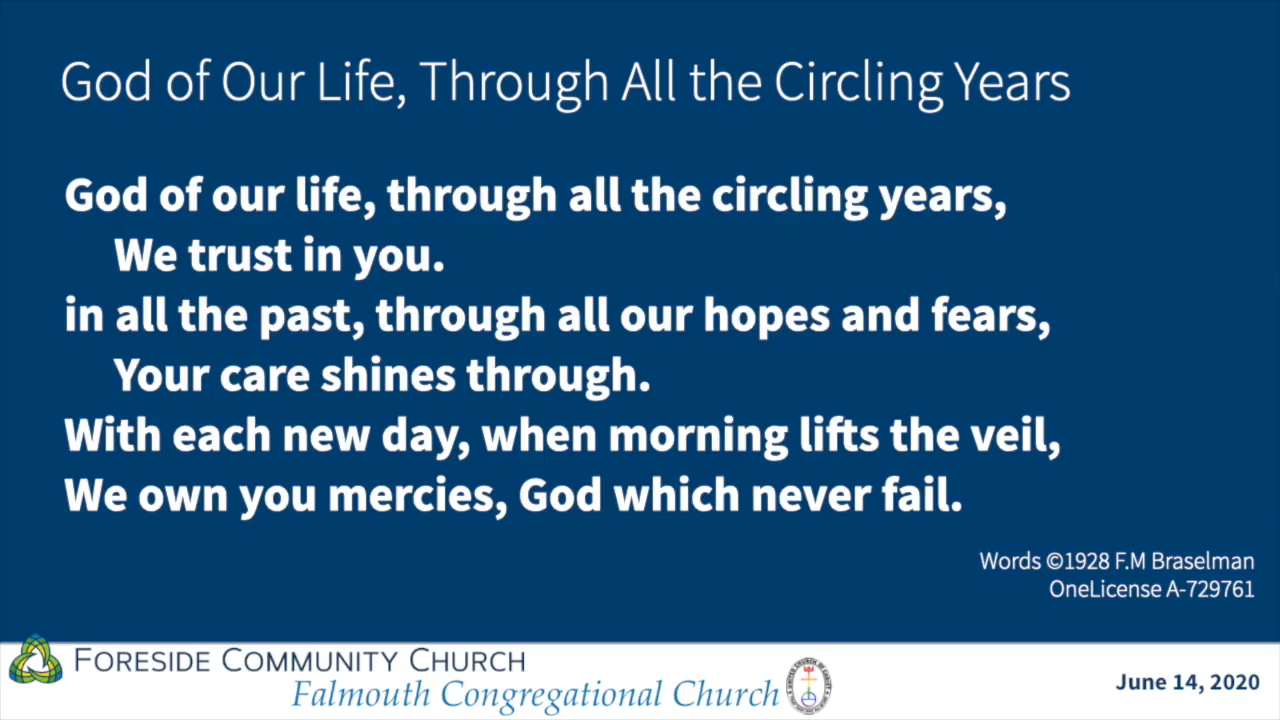 God of Our Life, Through All the Circling Years
God of our life, through all the circling years,
We trust in you.
in all the past, through all our hopes and fears,
Your care shines through.
With each new day, when morning lifts the veil,
We own you mercies, God which never fail.
Words ©1928 F.M Braselman
OneLicense A-729761
FORESIDE COMMUNITY CHURCH
Falmouth Congregational Church
June 14, 2020